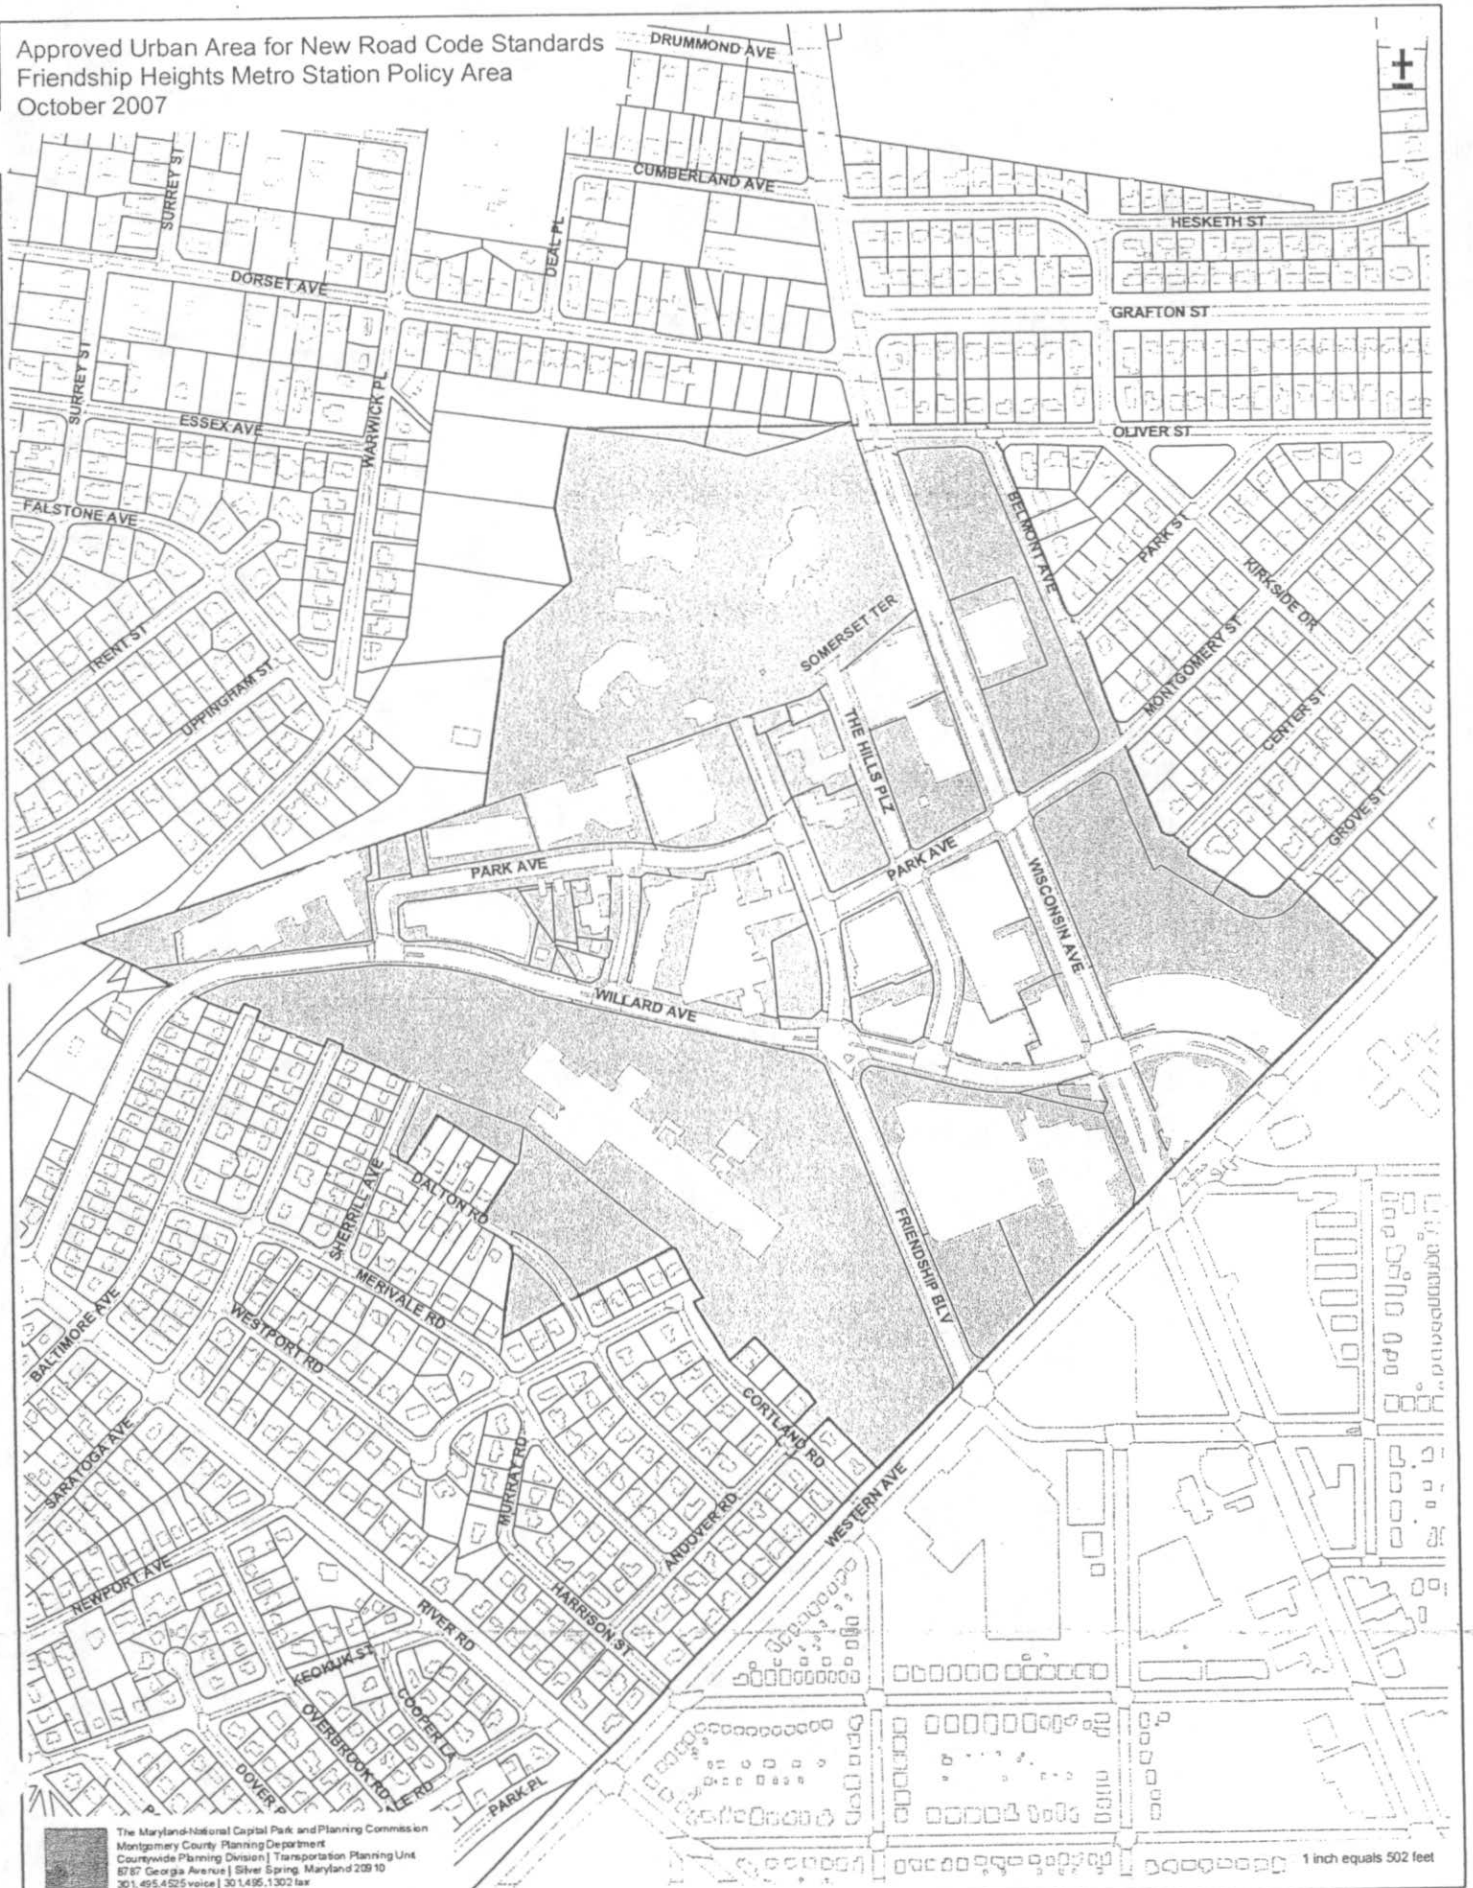 Approved Urban Area for New Road Code Standards
Friendship Heights Metro Station Policy Area
October 2007
DRUMMOND AVE
CUMBERLAND AVE
SURREY ST
DEAL PL
HESKETH ST
DORSET AVE
GRAFTON ST
SURREY ST
WARWICK PL
ESSEX AVE
OLIVER ST
FALSTONE AVE
BELMONT AVE
PARK ST
KIRKSIDE DR
TRENT ST
SOMERSET TER
MONTGOMERY ST
UPPINGHAM ST
CENTER ST
THE HILLS PLZ
GROVE ST
PARK AVE
PARK AVE
WISCONSIN AVE
WILLARD AVE
SHERRILL AVE
DALTON RD
FRIENDSHIP BLV
MERIVALE RD
BALTIMORE AVE
WESTPORT RD
CORTLAND RD
SARATOGA AVE
MURRAY RD
ANDOVER RD
WESTERN AVE
NEWPORT AVE
HARRISON ST
RIVER RD
KEOKUK ST
COOPER LA
OVERBROOK RD
DOVER
ALE RD
PARK PL
The Maryland-National Capital Park and Planning Commission
Montgomery County Planning Department
Countywide Planning Division | Transportation Planning Unit
8787 Georgia Avenue | Silver Spring, Maryland 20910
301.495.4525 voice | 301.495.1302 fax
1 inch equals 502 feet